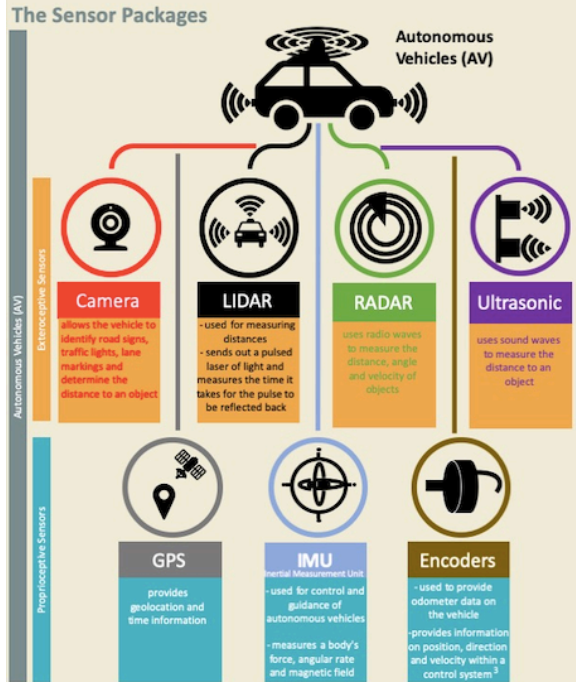 The Sensor Packages
Autonomous
Vehicles (AV)
Autonomous Vehicles (AV)
Exteroceptive Sensors
Camera
allows the vehicle to
identify road signs,
traffic lights, lane
markings and
determine the
distance to an object
LIDAR
- used for measuring
distances
- sends out a pulsed
laser of light and
measures the time it
takes for the pulse to
be reflected back
RADAR
uses radio waves
to measure the
distance, angle
and velocity of
objects
Ultrasonic
uses sound waves
to measure the
distance to an
object
Proprioceptive Sensors
GPS
provides
geolocation and
time information
IMU
Inertial Measurement Unit
- used for control and
guidance of
autonomous vehicles
- measures a body's
force, angular rate
and magnetic field
Encoders
- used to provide
odometer data on
the vehicle
-provides information
on position, direction
and velocity within a
control system ³